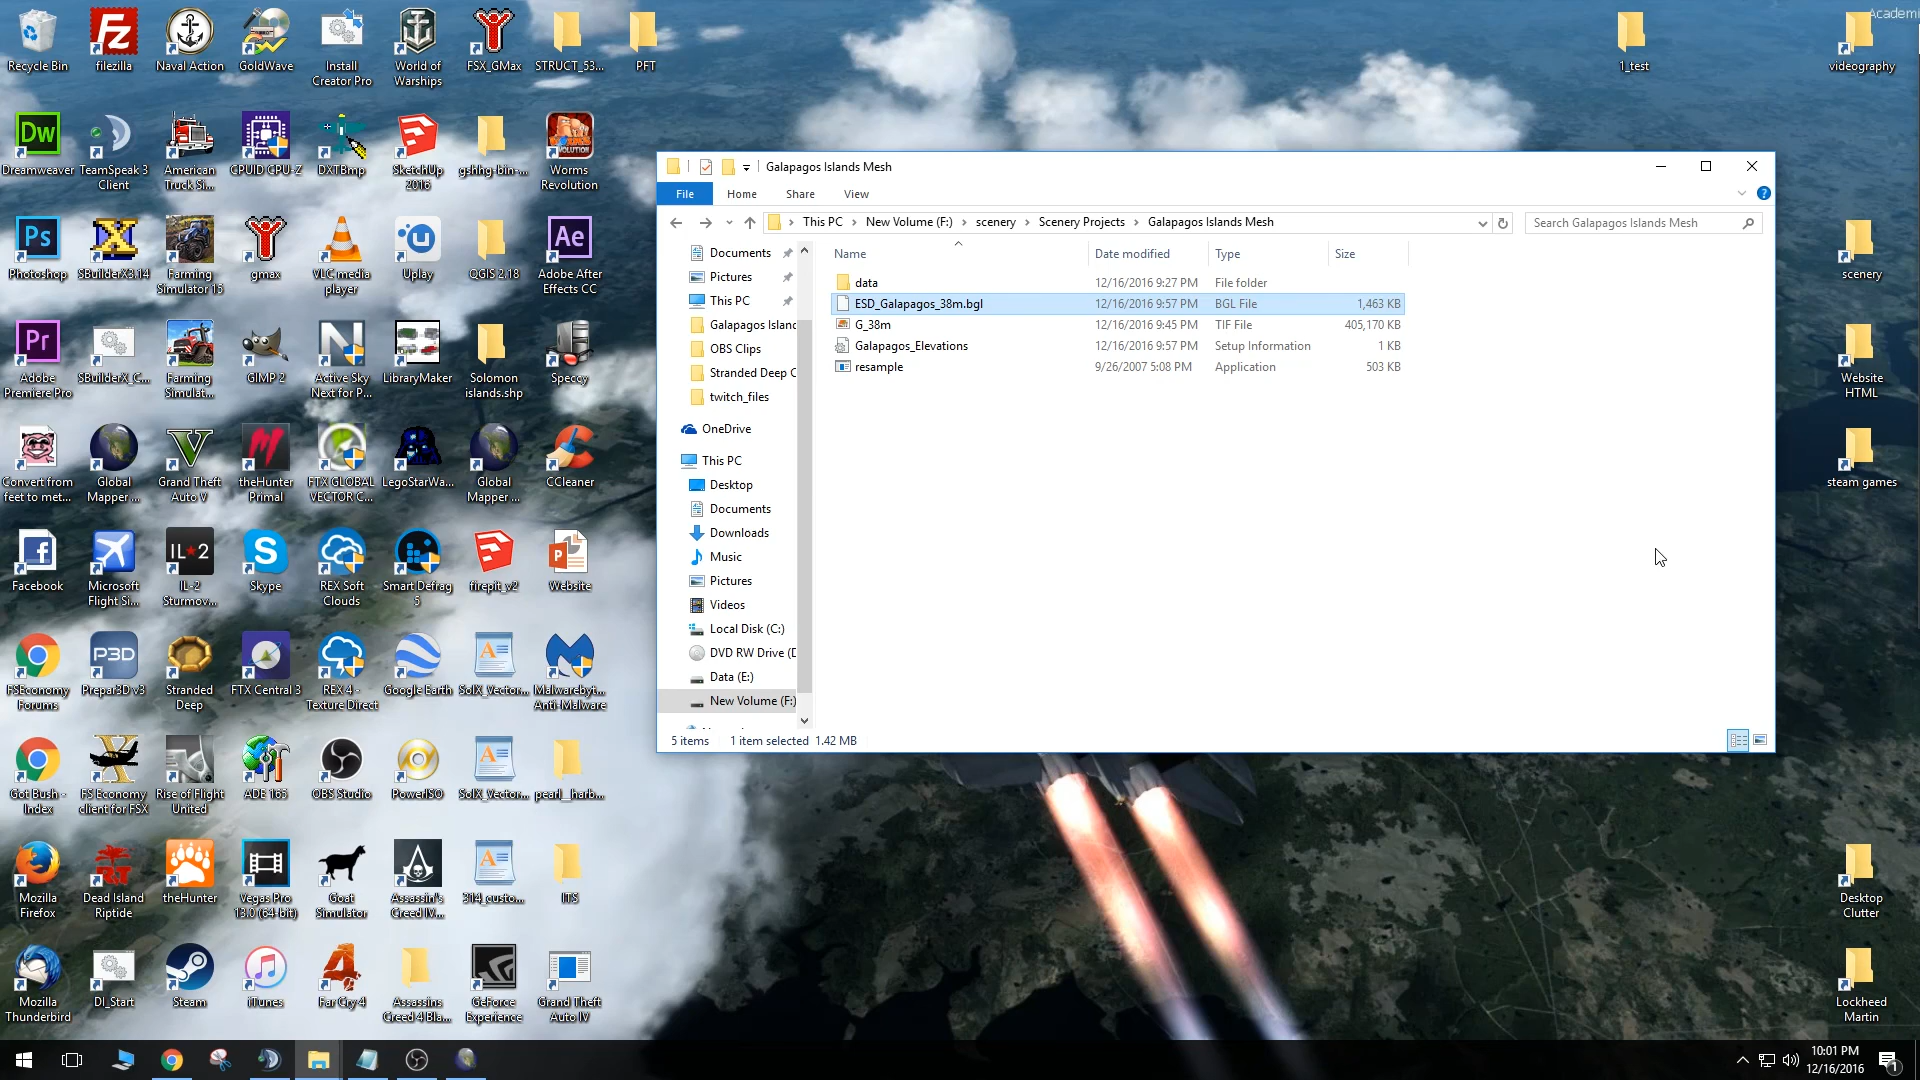 Academi
Recycle Bin
filezilla
Naval Action
GoldWave
Install
Creator Pro
World of
Warships
FSX_GMax
STRUCT_53...
PFT
1_test
videography
Dreamweaver
TeamSpeak 3
Client
American
Truck Si...
CPUID CPU-Z
DXTBmp
SketchUp
2016
gshhg-bin-...
Worms
Revolution
Photoshop
SBuilderX3.14
Farming
Simulator 15
gmax
VLC media
player
Uplay
QGIS 2.18
Adobe After
Effects CC
scenery
Adobe
Premiere Pro
SBuilderX_C...
Farming
Simulat...
GIMP 2
Active Sky
Next for P...
LibraryMaker
Solomon
islands.shp
Speccy
Website
HTML
Convert from
feet to met...
Global
Mapper ...
Grand Theft
Auto V
theHunter
Primal
FTX GLOBAL
VECTOR C...
LegoStarWa...
Global
Mapper ...
CCleaner
steam games
Facebook
Microsoft
Flight Si...
IL-2
Sturmov...
Skype
REX Soft
Clouds
Smart Defrag
5
firepit_v2
Website
FSEconomy
Forums
Prepar3D v3
Stranded
Deep
FTX Central 3
REX 4 -
Texture Direct
Google Earth
SolX_Vector...
Malwarebyt...
Anti-Malware
Got Bush -
Index
FS Economy
client for FSX
Rise of Flight
United
ADE 165
OBS Studio
PowerISO
SolX_Vector...
pearl_harb...
Mozilla
Firefox
Dead Island
Riptide
theHunter
Vegas Pro
13.0 (64-bit)
Goat
Simulator
Assassin's
Creed IV...
314_custo...
ITS
Desktop
Clutter
Mozilla
Thunderbird
DI_Start
Steam
iTunes
Far Cry 4
Assassins
Creed 4 Bla...
GeForce
Experience
Grand Theft
Auto IV
Lockheed
Martin
Galapagos Islands Mesh
File Home Share View
This PC > New Volume (F:) > scenery > Scenery Projects > Galapagos Islands Mesh
Search Galapagos Islands Mesh
Documents
Pictures
This PC
Galapagos Islanc
OBS Clips
Stranded Deep C
twitch_files
OneDrive
This PC
Desktop
Documents
Downloads
Music
Pictures
Videos
Local Disk (C:)
DVD RW Drive (E
Data (E:)
New Volume (F:)
Name Date modified Type Size
data 12/16/2016 9:27 PM File folder
ESD_Galapagos_38m.bgl 12/16/2016 9:57 PM BGL File 1,463 KB
G_38m 12/16/2016 9:45 PM TIF File 405,170 KB
Galapagos_Elevations 12/16/2016 9:57 PM Setup Information 1 KB
resample 9/26/2007 5:08 PM Application 503 KB
5 items 1 item selected 1.42 MB
10:01 PM
12/16/2016
1